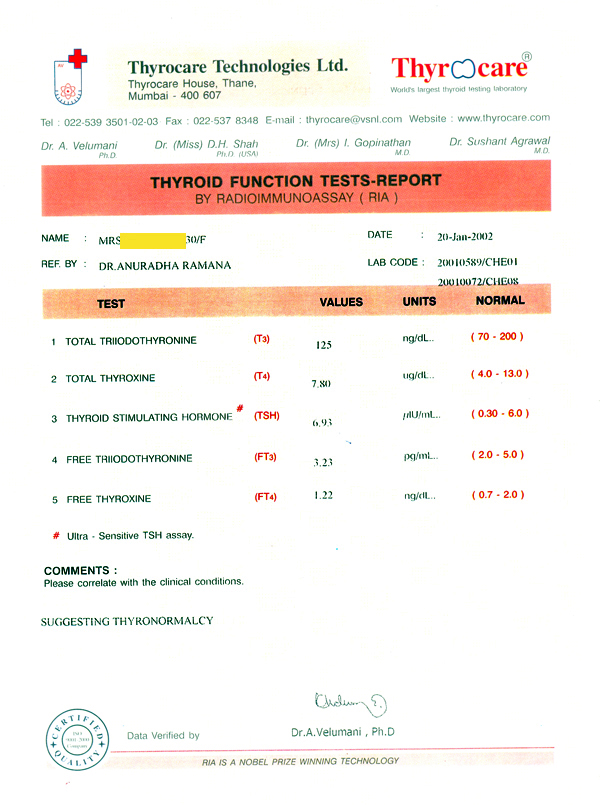 Thyrocare Technologies Ltd.
Thyrocare House, Thane,
Mumbai - 400 607
Thyrocare®
World's largest thyroid testing laboratory
Tel : 022-539 3501-02-03 Fax : 022-537 8348 E-mail : thyrocare@vsnl.com Website : www.thyrocare.com
Dr. A. Velumani Dr. (Miss) D.H. Shah Dr. (Mrs) I. Gopinathan Dr. Sushant Agrawal
Ph.D. Ph.D. (USA) M.D. M.D.
THYROID FUNCTION TESTS-REPORT
BY RADIOIMMUNOASSAY ( RIA )
NAME : MRS 30/F DATE : 20-Jan-2002
REF. BY : DR.ANURADHA RAMANA LAB CODE : 20010589/CHE01
20010072/CHE08
TEST VALUES UNITS NORMAL
1 TOTAL TRIIODOTHYRONINE (T3) 125 ng/dL.. ( 70 - 200 )
2 TOTAL THYROXINE (T4) 7.80 ug/dL.. ( 4.0 - 13.0 )
3 THYROID STIMULATING HORMONE # (TSH) 6.93 µIU/mL.. ( 0.30 - 6.0 )
4 FREE TRIIODOTHYRONINE (FT3) 3.23 pg/mL.. ( 2.0 - 5.0 )
5 FREE THYROXINE (FT4) 1.22 ng/dL.. ( 0.7 - 2.0 )
# Ultra - Sensitive TSH assay.
COMMENTS :
Please correlate with the clinical conditions.
SUGGESTING THYRONORMALCY
CERTIFIED QUALITY
Data Verified by Dr.A.Velumani , Ph.D
RIA IS A NOBEL PRIZE WINNING TECHNOLOGY